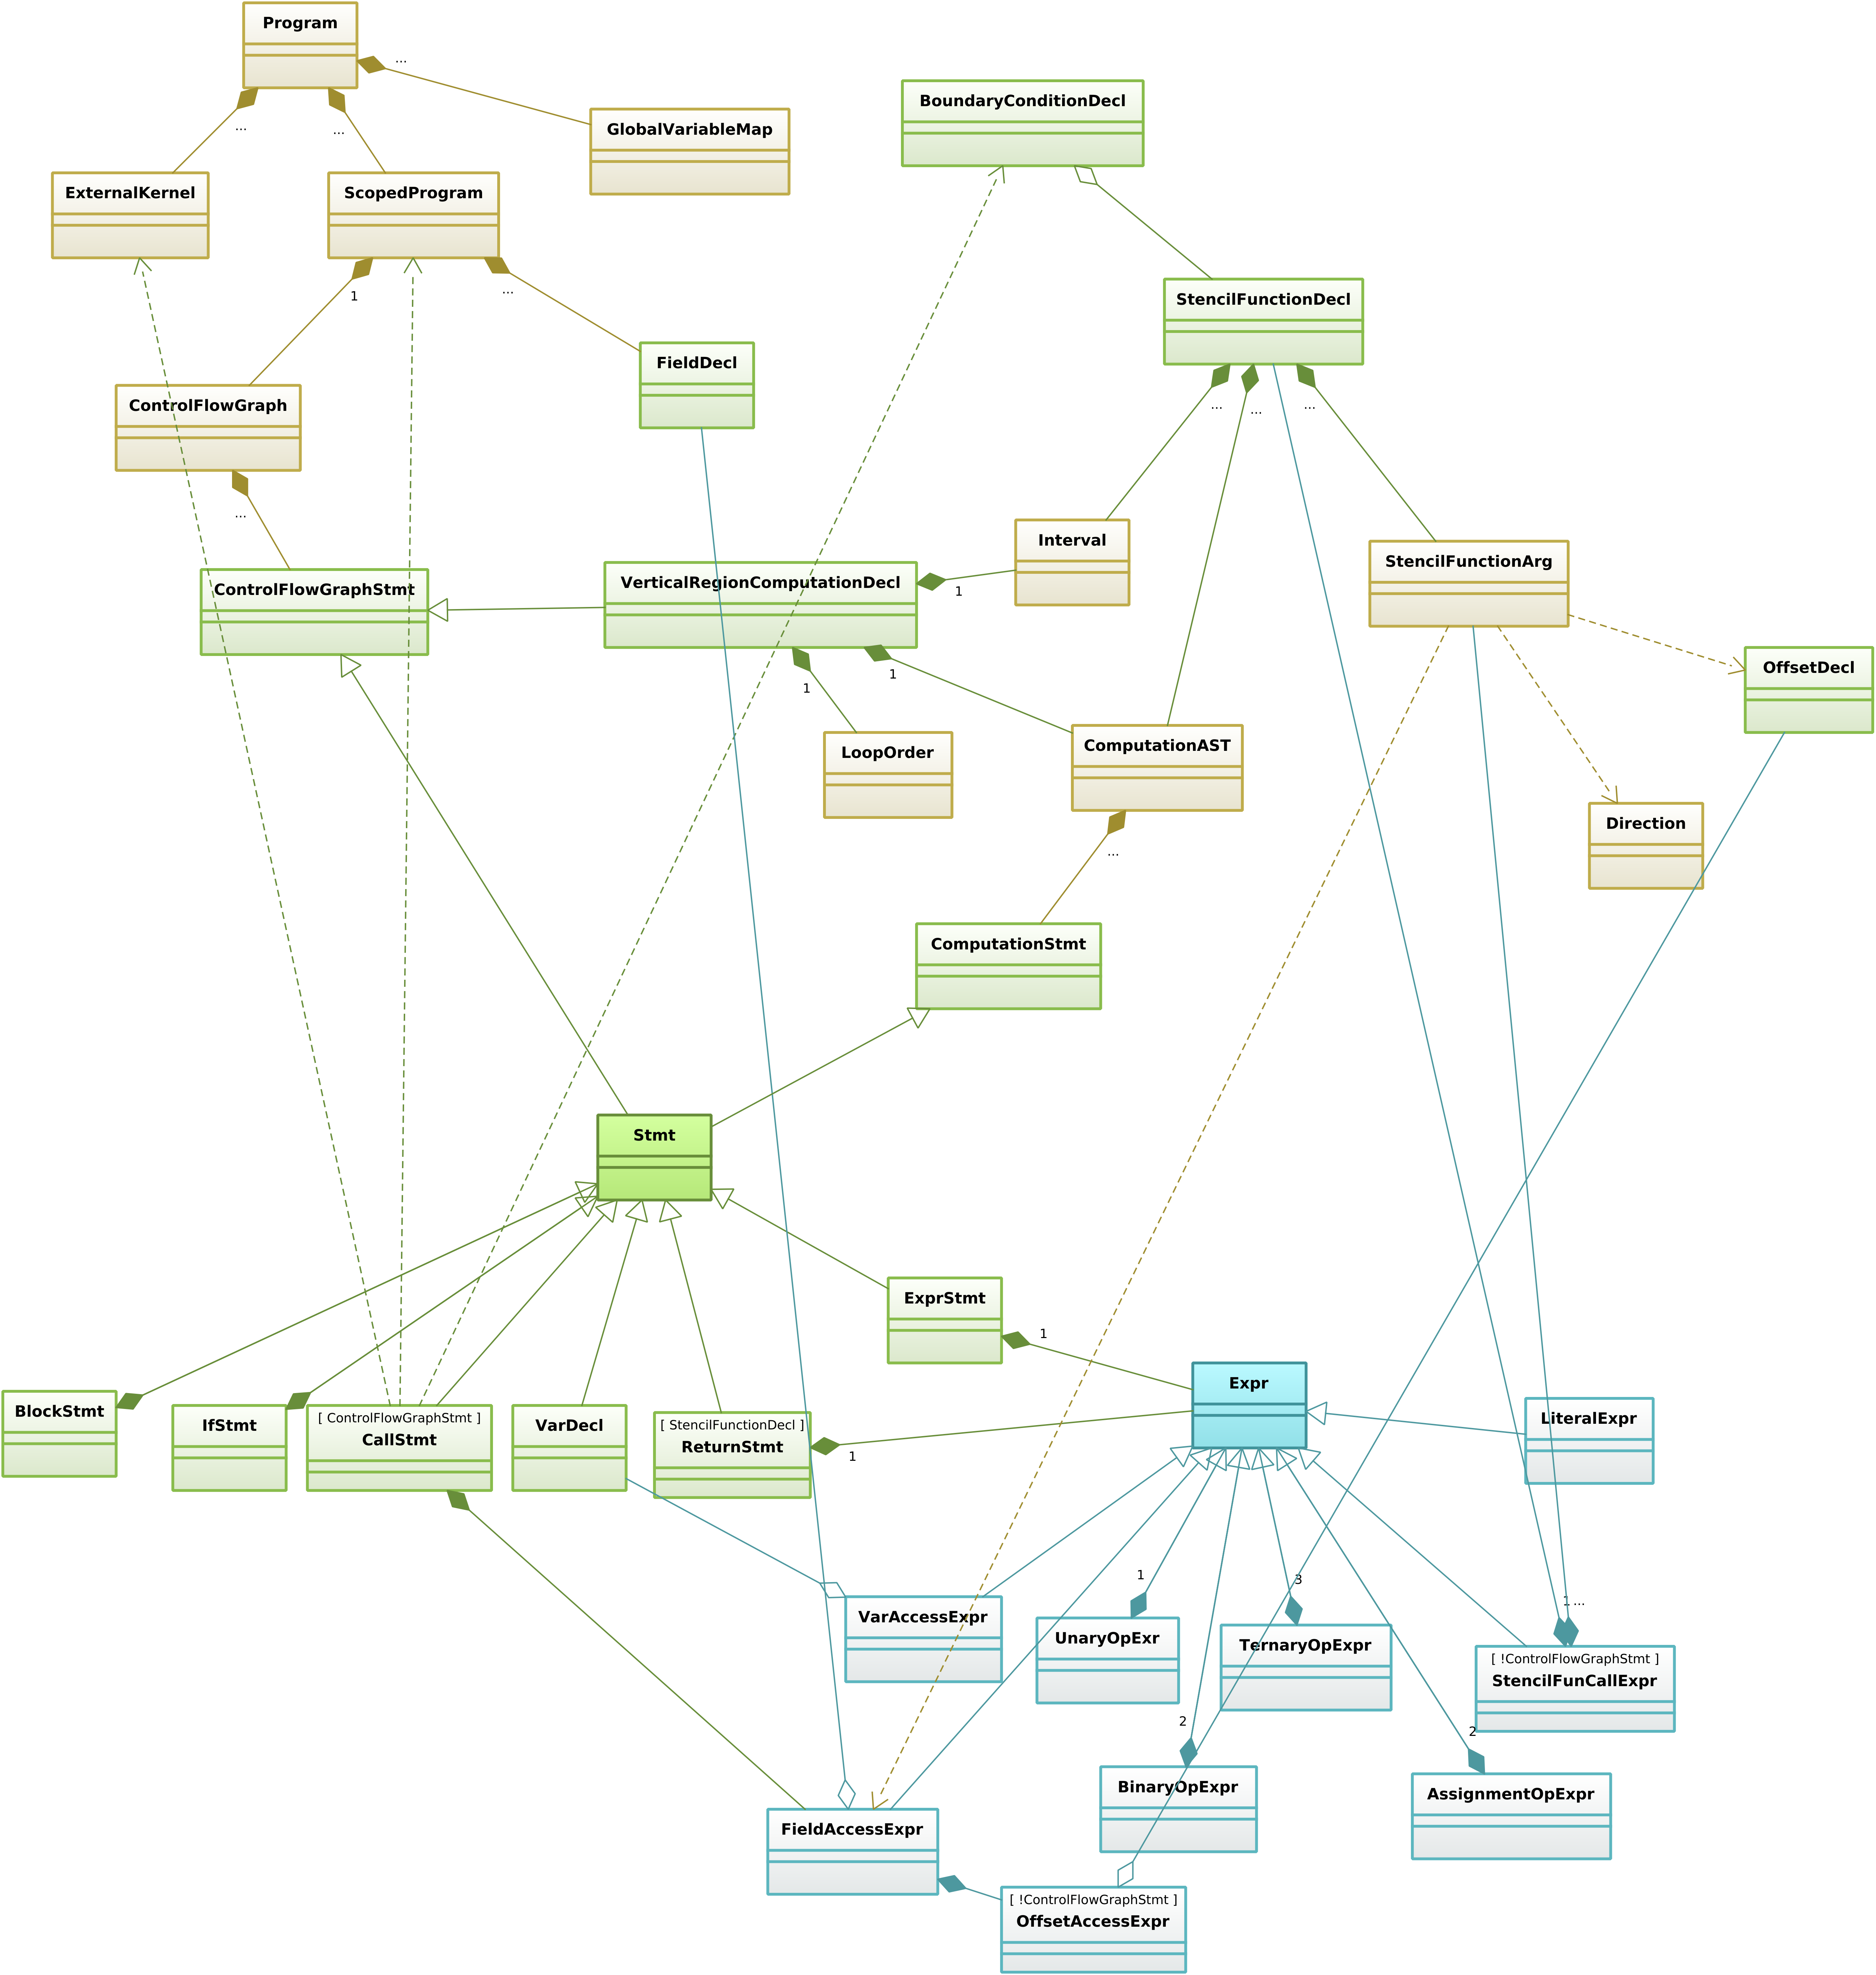 Program
...
...
...
GlobalVariableMap
BoundaryConditionDecl
ExternalKernel
ScopedProgram
1
...
StencilFunctionDecl
FieldDecl
ControlFlowGraph
...
...
...
...
Interval
StencilFunctionArg
ControlFlowGraphStmt
VerticalRegionComputationDecl
1
1
1
OffsetDecl
LoopOrder
ComputationAST
Direction
...
ComputationStmt
Stmt
ExprStmt
1
Expr
BlockStmt
IfStmt
[ ControlFlowGraphStmt ]
CallStmt
VarDecl
[ StencilFunctionDecl ]
ReturnStmt
1
LiteralExpr
1
3
1 ...
VarAccessExpr
UnaryOpExr
TernaryOpExpr
[ !ControlFlowGraphStmt ]
StencilFunCallExpr
2
2
BinaryOpExpr
AssignmentOpExpr
FieldAccessExpr
[ !ControlFlowGraphStmt ]
OffsetAccessExpr